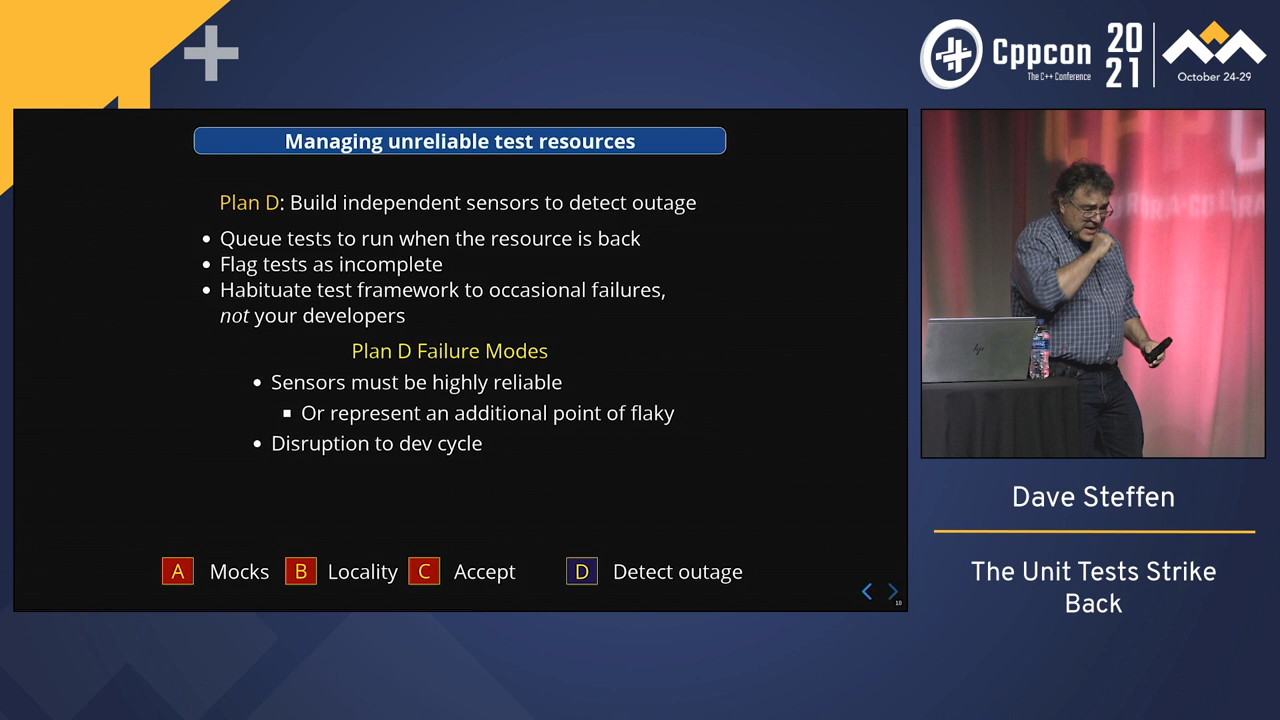 Cppcon
The C++ Conference
20
21
October 24-29
Managing unreliable test resources
Plan D: Build independent sensors to detect outage
• Queue tests to run when the resource is back
• Flag tests as incomplete
• Habituate test framework to occasional failures,
not your developers
Plan D Failure Modes
• Sensors must be highly reliable
▪ Or represent an additional point of flaky
• Disruption to dev cycle
A Mocks B Locality C Accept D Detect outage
18
hp
Dave Steffen
The Unit Tests Strike
Back